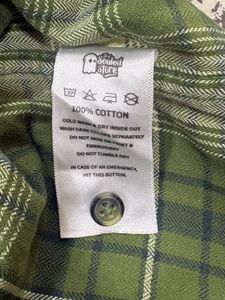 The
Souled
Store
100% COTTON
COLD WASH & DRY INSIDE OUT
WASH DARK COLORS SEPARATELY
DO NOT IRON ON PRINT &
EMBROIDERY
DO NOT TUMBLE DRY
IN CASE OF AN EMERGENCY,
HIT THIS BUTTON.